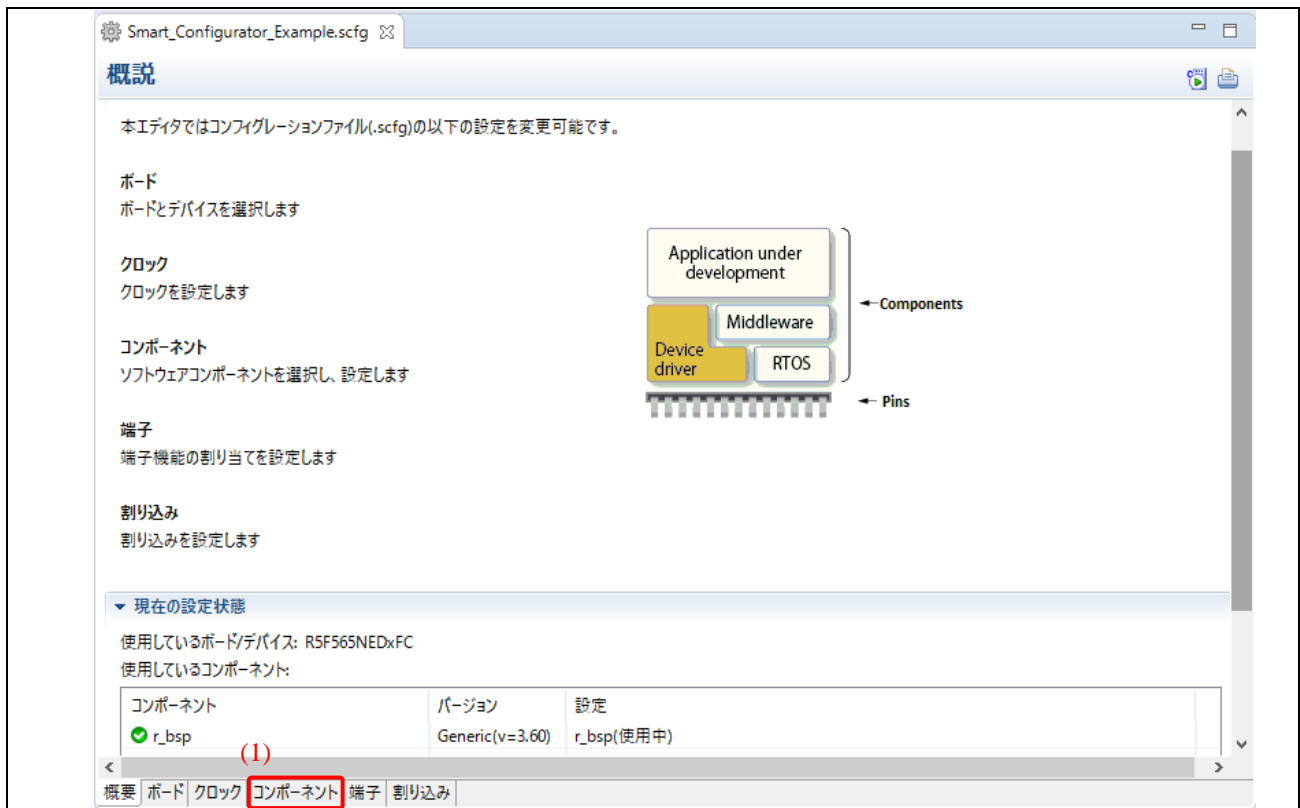 Smart_Configurator_Example.scfg
概説
本エディタではコンフィグレーションファイル(.scfg)の以下の設定を変更可能です。
ボード
ボードとデバイスを選択します
クロック
クロックを設定します
コンポーネント
ソフトウェアコンポーネントを選択し、設定します
端子
端子機能の割り当てを設定します
割り込み
割り込みを設定します
Application under
development
Middleware
Device
driver
RTOS
Components
Pins
現在の設定状態
使用しているボード/デバイス: R5F565NEDxFC
使用しているコンポーネント:
コンポーネント バージョン 設定
r_bsp Generic(v=3.60) r_bsp(使用中)
(1)
概要 ボード クロック コンポーネント 端子 割り込み